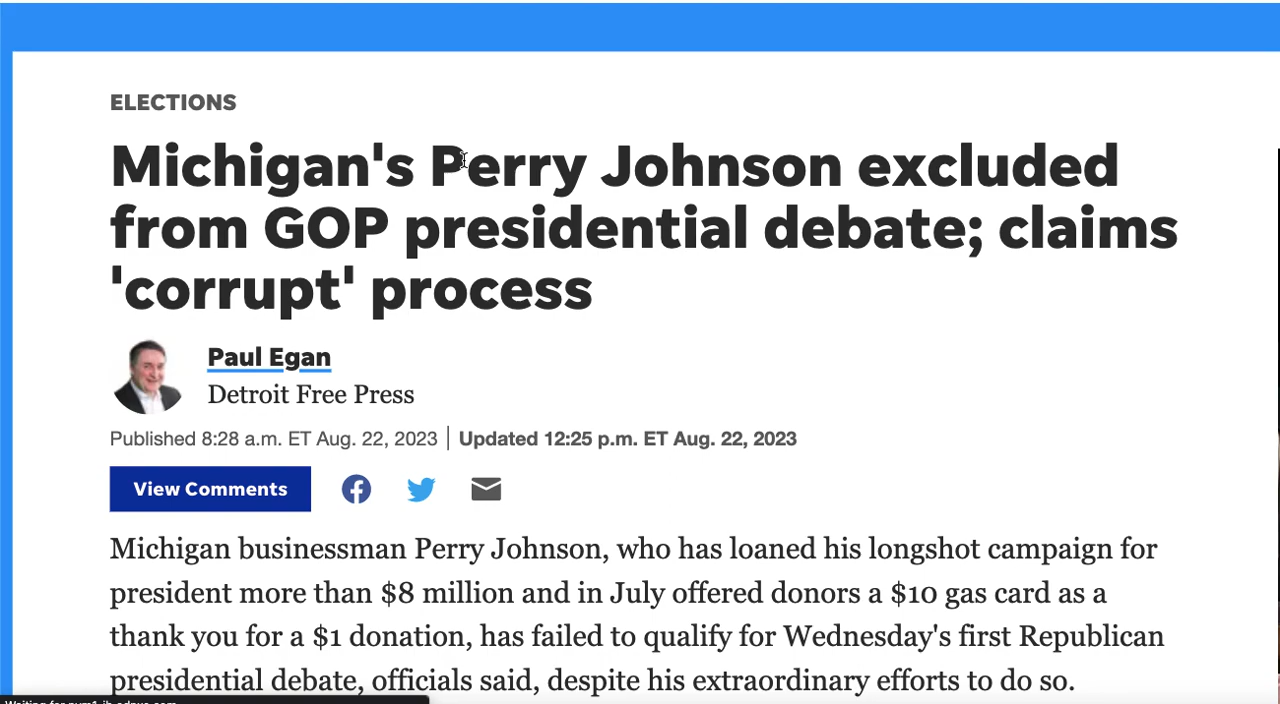 ELECTIONS
Michigan's Perry Johnson excluded
from GOP presidential debate; claims
'corrupt' process
Paul Egan
Detroit Free Press
Published 8:28 a.m. ET Aug. 22, 2023 | Updated 12:25 p.m. ET Aug. 22, 2023
View Comments
Michigan businessman Perry Johnson, who has loaned his longshot campaign for
president more than $8 million and in July offered donors a $10 gas card as a
thank you for a $1 donation, has failed to qualify for Wednesday's first Republican
presidential debate, officials said, despite his extraordinary efforts to do so.